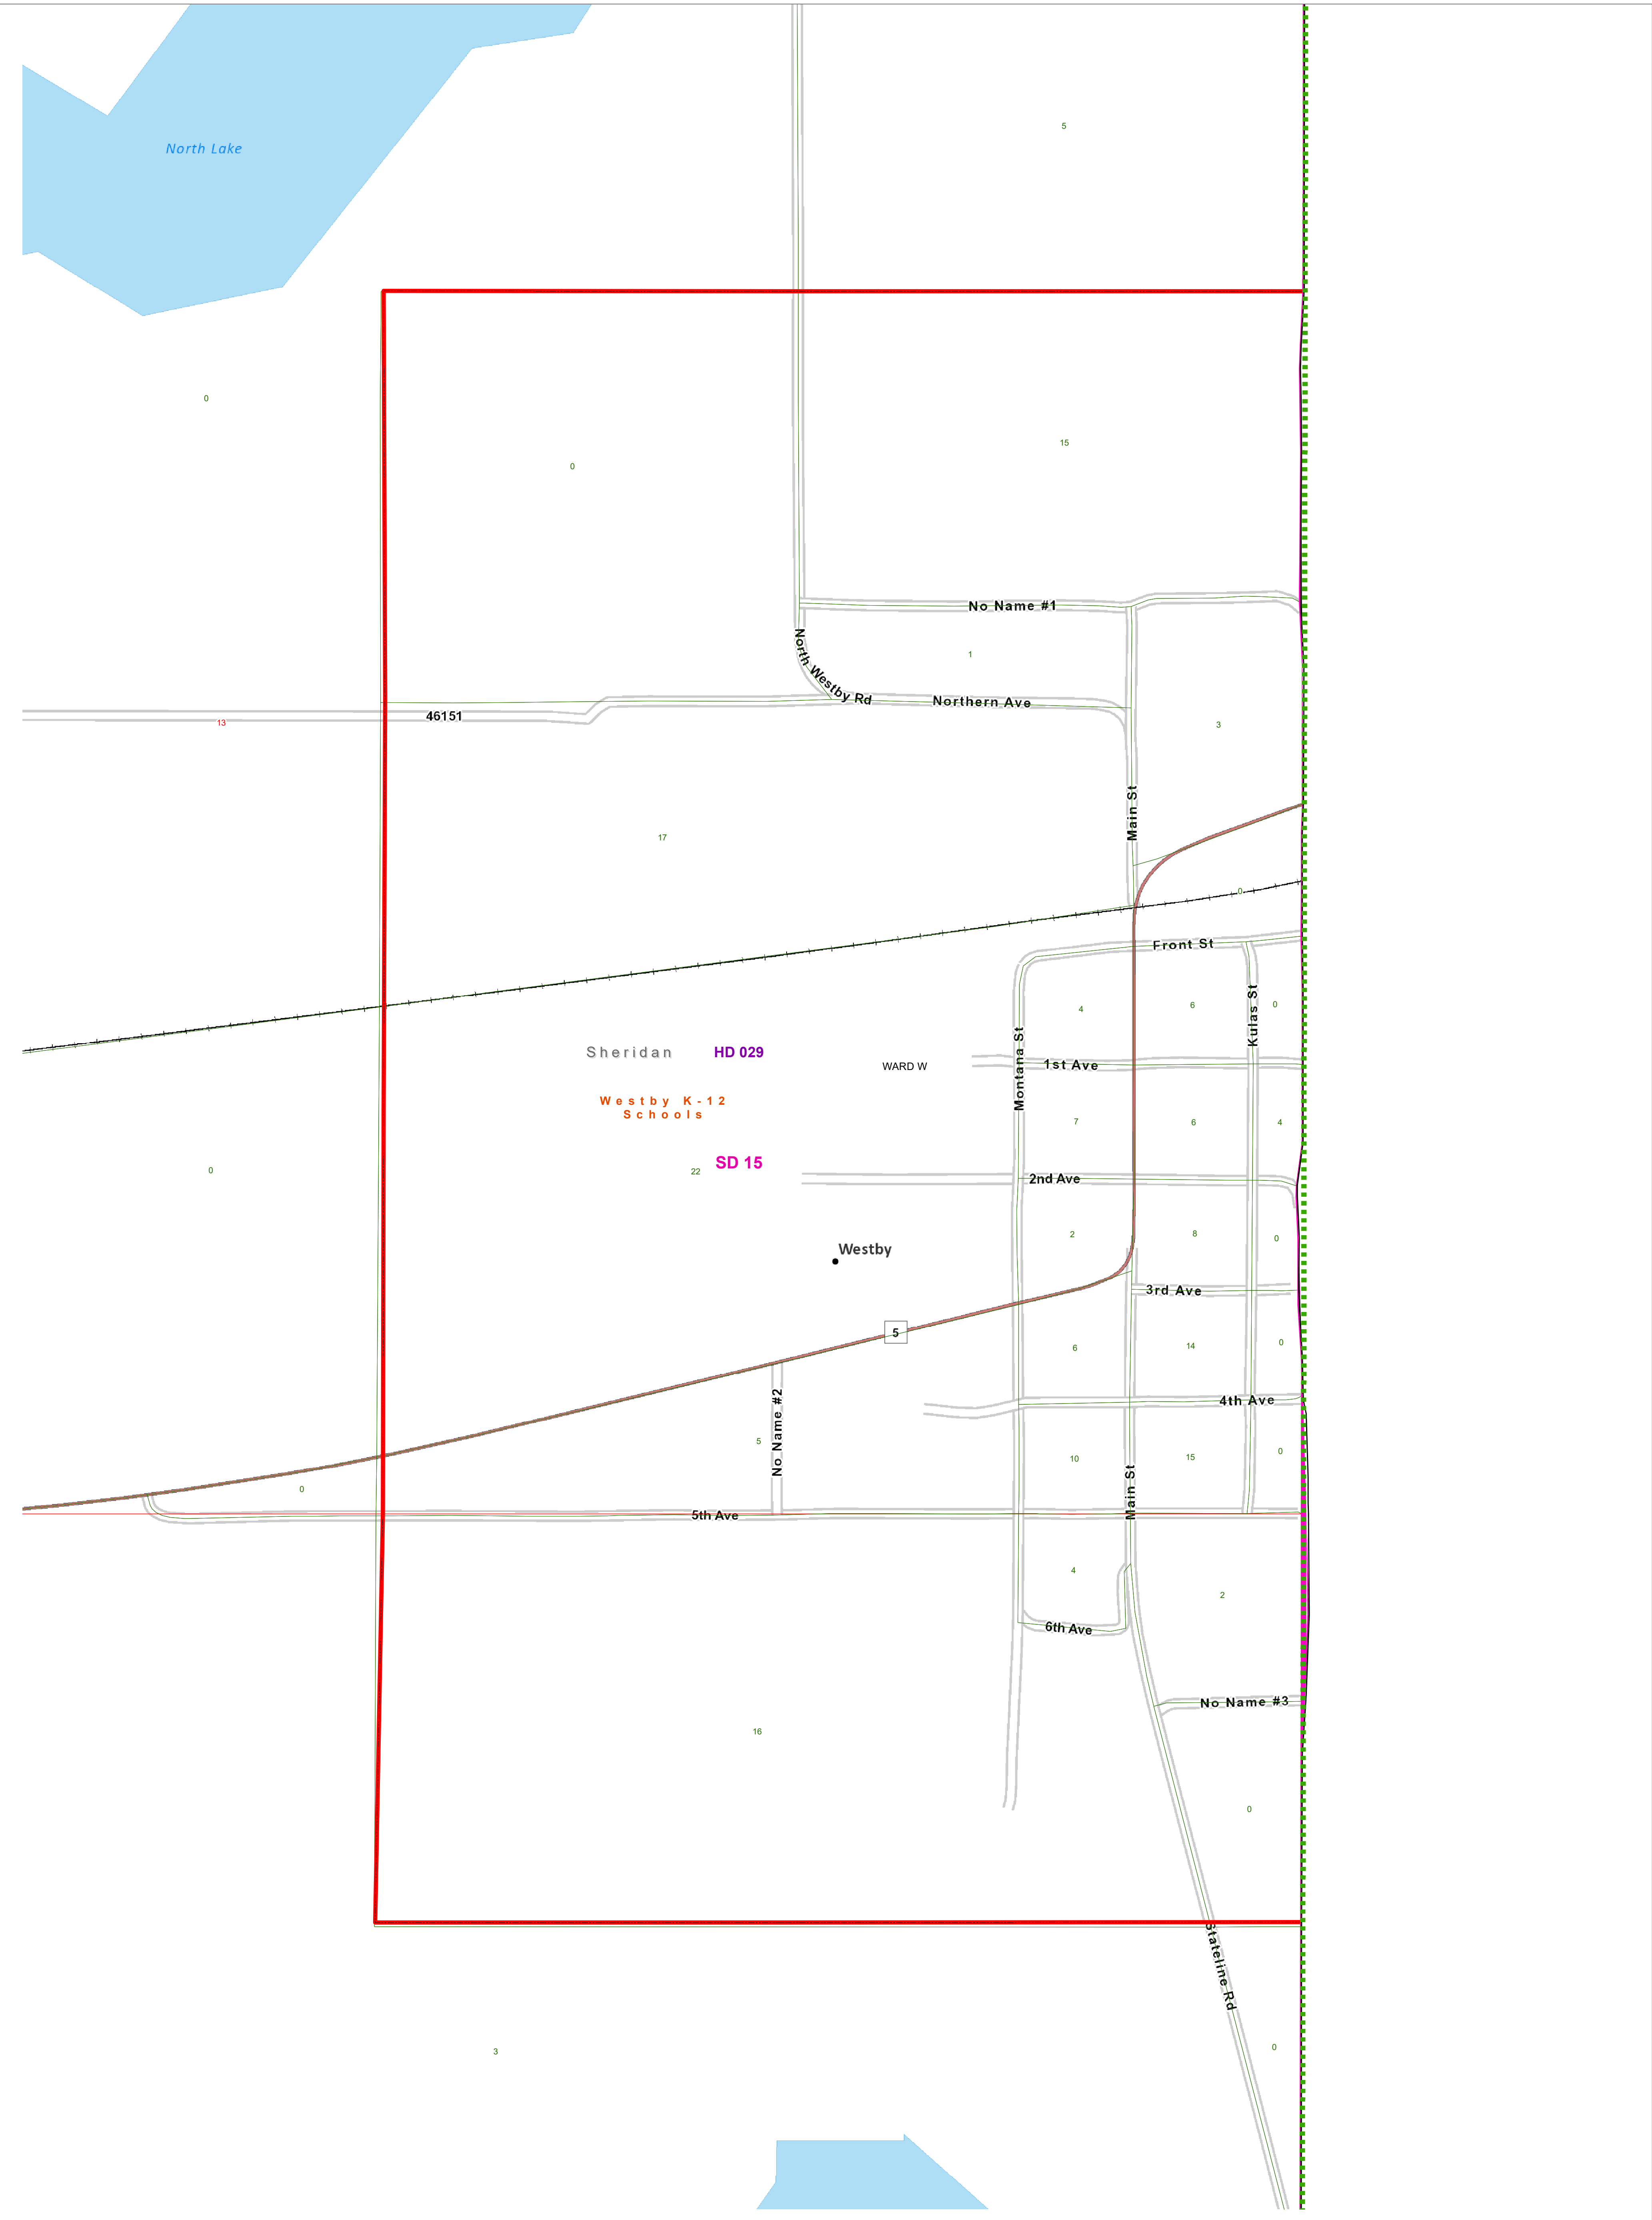 5
North Lake
0
15
0
No Name #1
1
North Westby Rd
Northern Ave
46151
13
3
Main St
17
0
Front St
4
6
0
Kulas St
Sheridan
HD 029
WARD W
1st Ave
Montana St
Westby K-12
Schools
7
6
4
SD 15
22
0
2nd Ave
2
8
0
Westby
3rd Ave
5
6
14
0
4th Ave
No Name #2
5
10
15
0
Main St
0
5th Ave
4
2
6th Ave
No Name #3
16
0
Stateline Rd
0
3